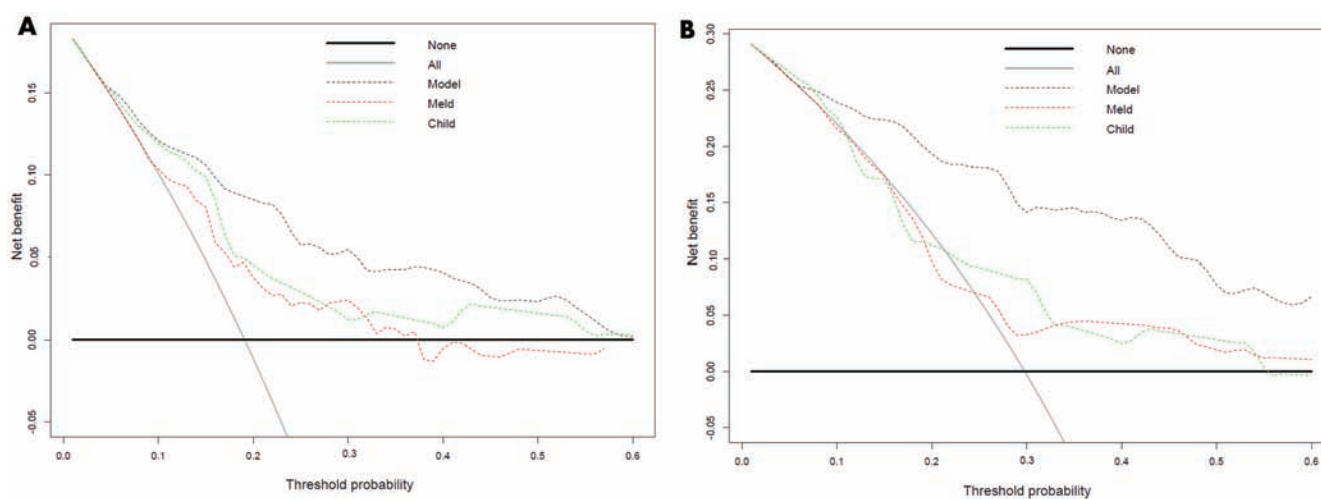 A
None
All
Model
Meld
Child
Net benefit
0.15
0.10
0.05
0.00
-0.05
0.0
0.1
0.2
0.3
0.4
0.5
0.6
Threshold probability
B
None
All
Model
Meld
Child
Net benefit
0.30
0.25
0.20
0.15
0.10
0.05
0.00
-0.05
0.0
0.1
0.2
0.3
0.4
0.5
0.6
Threshold probability